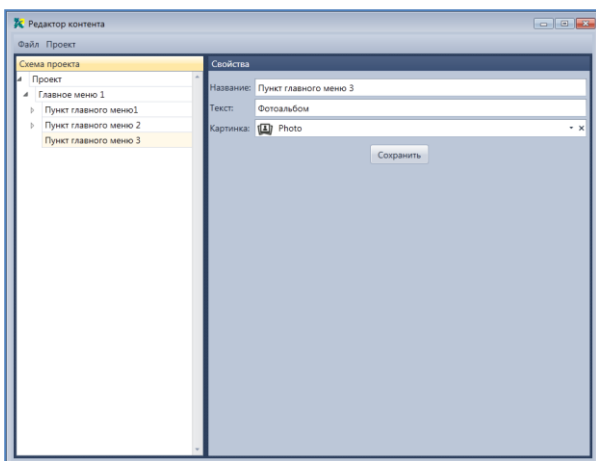 Редактор контента
Файл Проект
Схема проекта
Проект
Главное меню 1
Пункт главного меню1
Пункт главного меню 2
Пункт главного меню 3
Свойства
Название: Пункт главного меню 3
Текст: Фотоальбом
Картинка: Photo
Сохранить